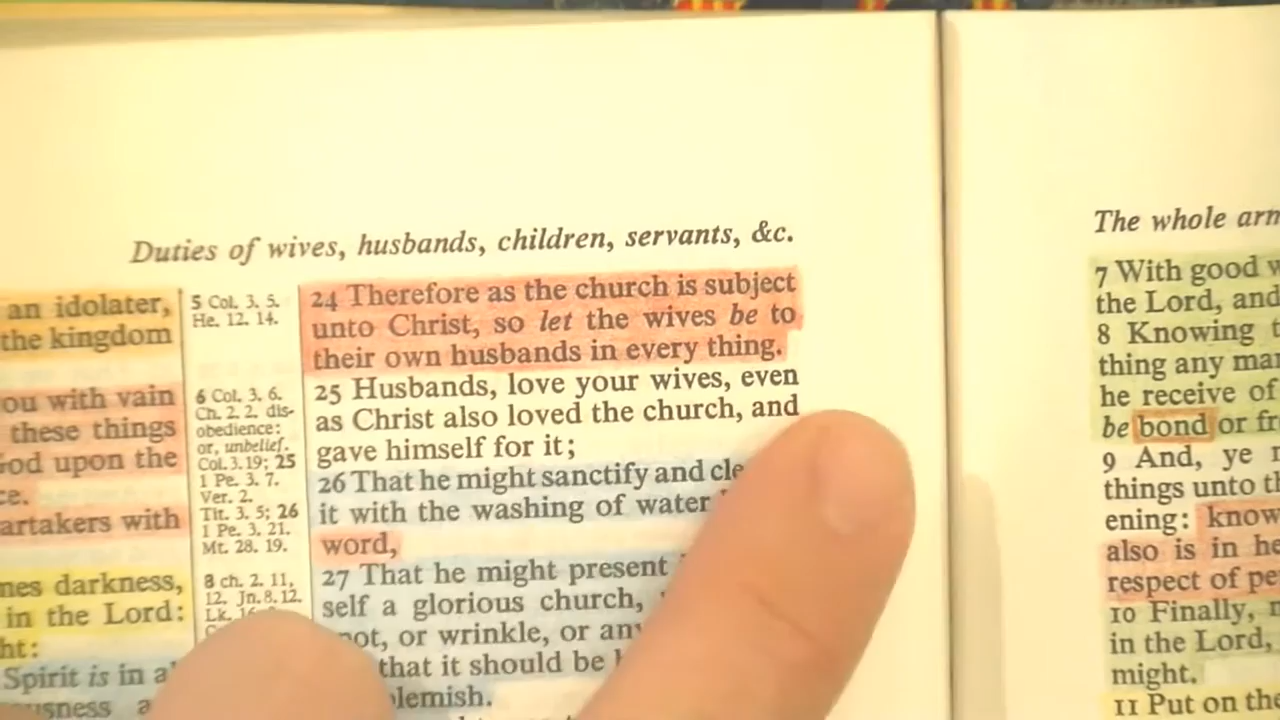 Duties of wives, husbands, children, servants, &c.
an idolater,
the kingdom
you with vain
these things
God upon the
artakers with
darkness,
in the Lord:
Spirit is in
5 Col. 3. 5.
He. 12. 14.
6 Col. 3. 6.
Ch. 2. 2. dis-
obedience:
or, unbelief.
Col. 3. 19; 25
1 Pe. 3. 7.
Ver. 2.
Tit. 3. 5; 26
1 Pe. 3. 21.
Mt. 28. 19.
8 ch. 2. 11,
12. Jn. 8. 12.
Lk.
24 Therefore as the church is subject
unto Christ, so let the wives be to
their own husbands in every thing.
25 Husbands, love your wives, even
as Christ also loved the church, and
gave himself for it;
26 That he might sanctify and cle
it with the washing of water
word,
27 That he might present
self a glorious church,
not, or wrinkle, or any
that it should be
blemish.
The whole arm
7 With good w
the Lord, and
8 Knowing t
thing any man
he receive of
be bond or fr
9 And, ye
things unto th
ening: know
also is in he
respect of pe
10 Finally,
in the Lord,
might.
11 Put on the